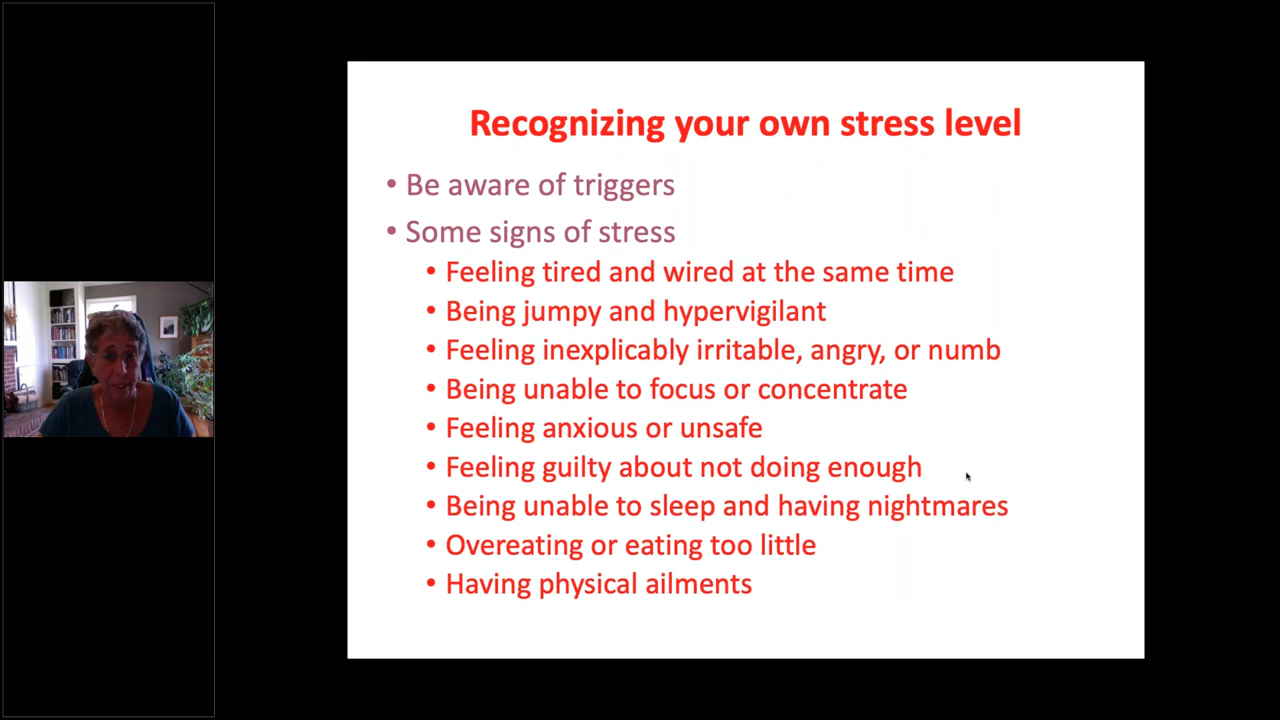 Recognizing your own stress level
• Be aware of triggers
• Some signs of stress
• Feeling tired and wired at the same time
• Being jumpy and hypervigilant
• Feeling inexplicably irritable, angry, or numb
• Being unable to focus or concentrate
• Feeling anxious or unsafe
• Feeling guilty about not doing enough
• Being unable to sleep and having nightmares
• Overeating or eating too little
• Having physical ailments